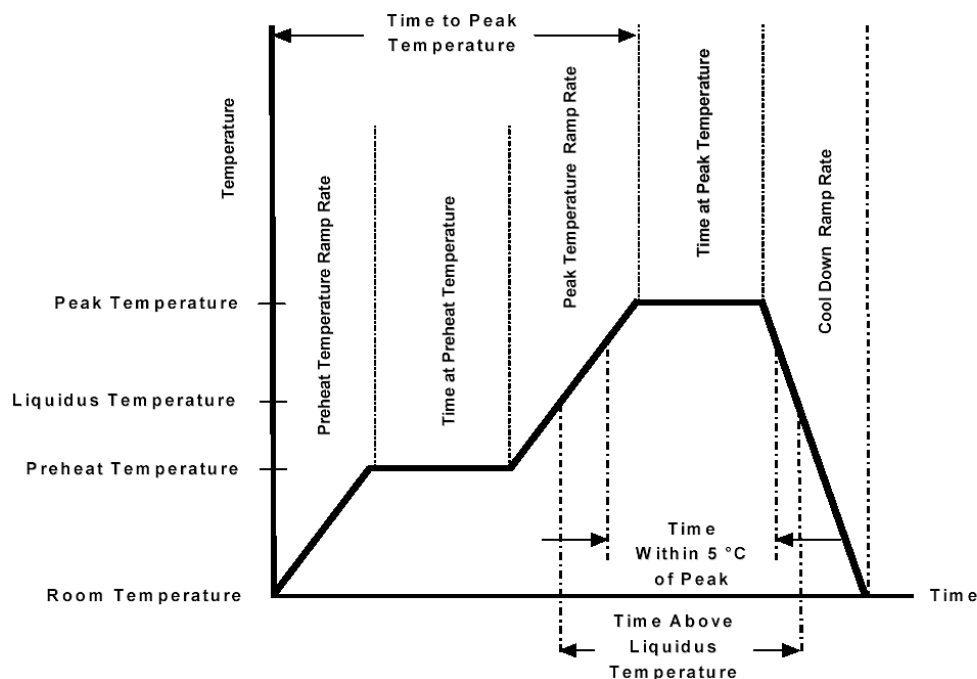 Time to Peak
Temperature
Temperature
Preheat Temperature Ramp Rate
Time at Preheat Temperature
Peak Temperature Ramp Rate
Time at Peak Temperature
Cool Down Ramp Rate
Peak Temperature
Liquidus Temperature
Preheat Temperature
Room Temperature
Time
Within 5 °C
of Peak
Time
Time Above
Liquidus
Temperature